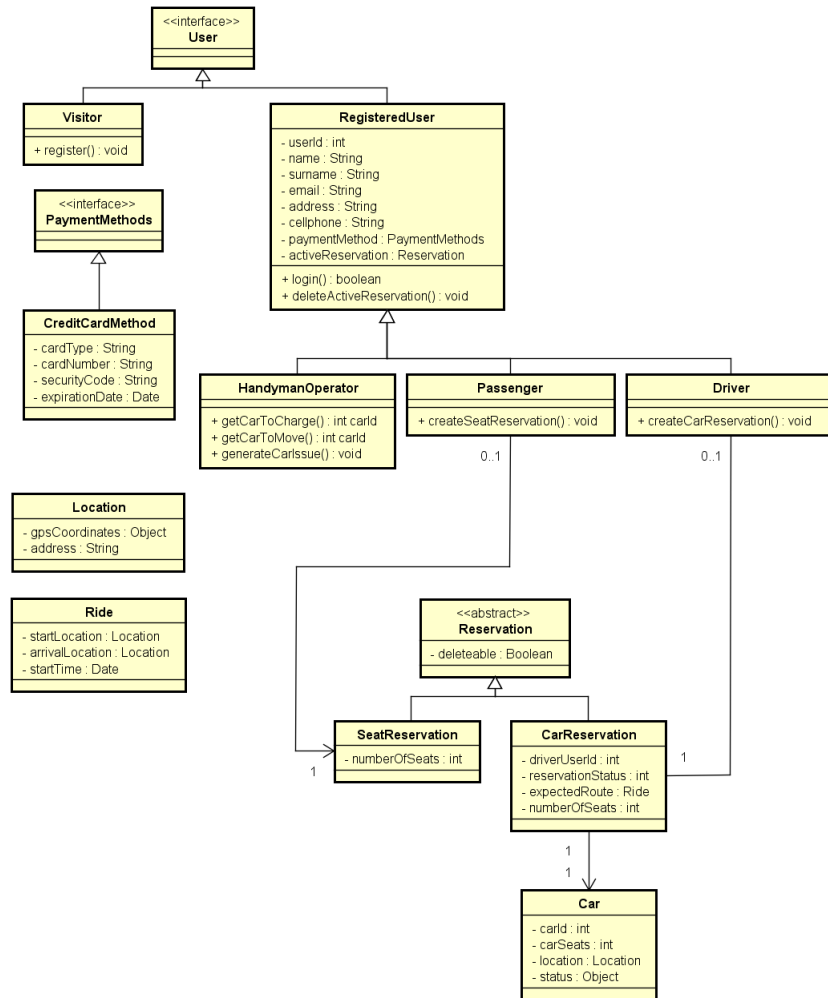 <<interface>>
User
Visitor
+ register() : void
RegisteredUser
- userId : int
- name : String
- surname : String
- email : String
- address : String
- cellphone : String
- paymentMethod : PaymentMethods
- activeReservation : Reservation
+ login() : boolean
+ deleteActiveReservation() : void
<<interface>>
PaymentMethods
CreditCardMethod
- cardType : String
- cardNumber : String
- securityCode : String
- expirationDate : Date
HandymanOperator
+ getCarToCharge() : int carId
+ getCarToMove() : int carId
+ generateCarIssue() : void
Passenger
+ createSeatReservation() : void
Driver
+ createCarReservation() : void
0..1
0..1
Location
- gpsCoordinates : Object
- address : String
Ride
- startLocation : Location
- arrivalLocation : Location
- startTime : Date
<<abstract>>
Reservation
- deleteable : Boolean
SeatReservation
- numberOfSeats : int
1
CarReservation
- driverUserId : int
- reservationStatus : int
- expectedRoute : Ride
- numberOfSeats : int
1
1
1
Car
- carId : int
- carSeats : int
- location : Location
- status : Object